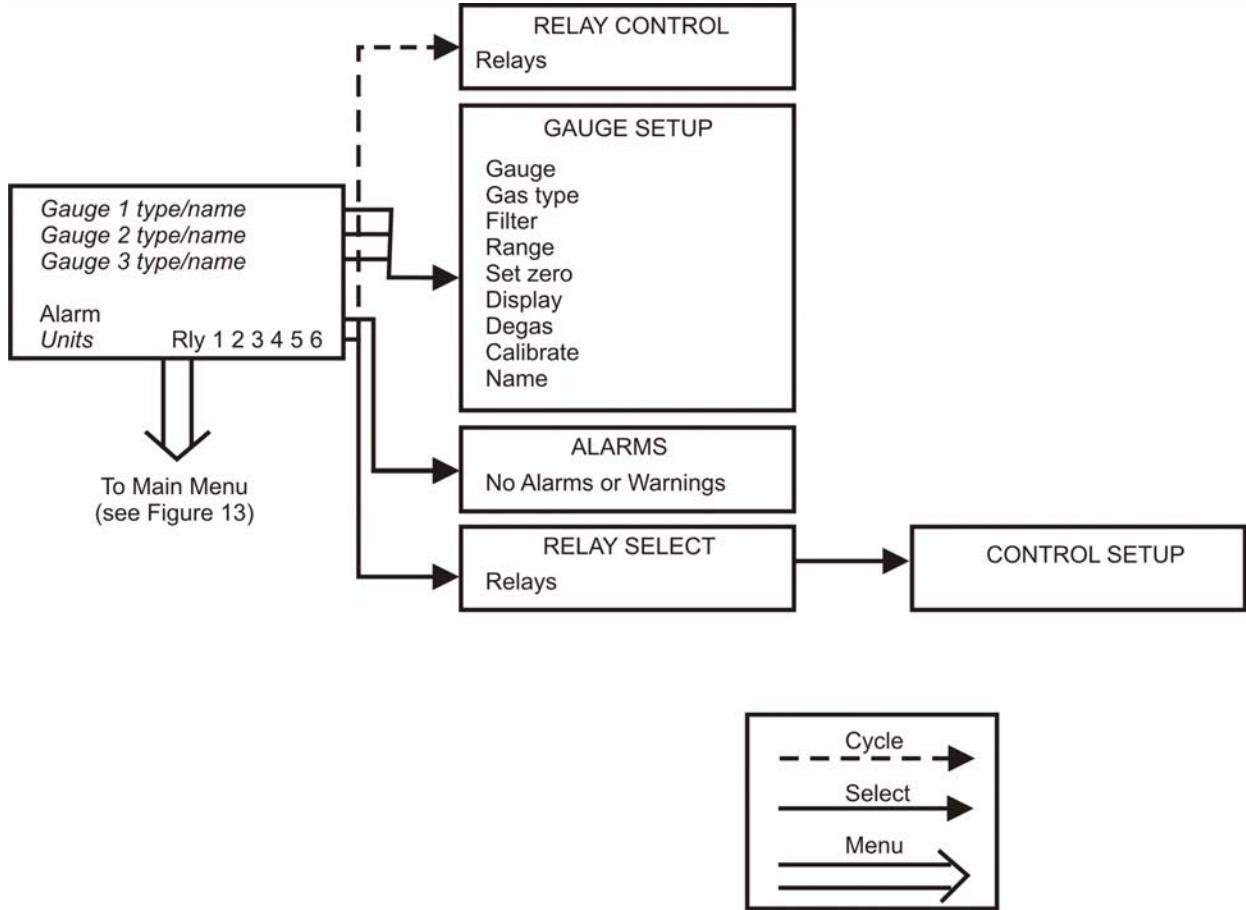 RELAY CONTROL
Relays
GAUGE SETUP
Gauge
Gas type
Filter
Range
Set zero
Display
Degas
Calibrate
Name
Gauge 1 type/name
Gauge 2 type/name
Gauge 3 type/name
Alarm
Units Rly 1 2 3 4 5 6
To Main Menu
(see Figure 13)
ALARMS
No Alarms or Warnings
RELAY SELECT
Relays
CONTROL SETUP
Cycle
Select
Menu